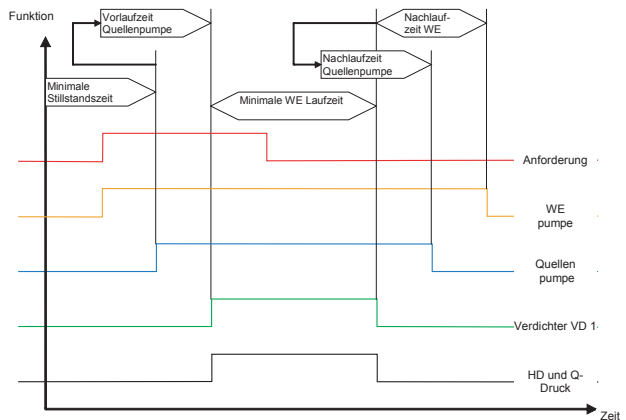 Funktion
Vorlaufzeit
Quellenpumpe
Nachlauf-
zeit WE
Nachlaufzeit
Quellenpumpe
Minimale
Stillstandszeit
Minimale WE Laufzeit
Anforderung
WE
pumpe
Quellen
pumpe
Verdichter VD 1
HD und Q-
Druck
Zeit